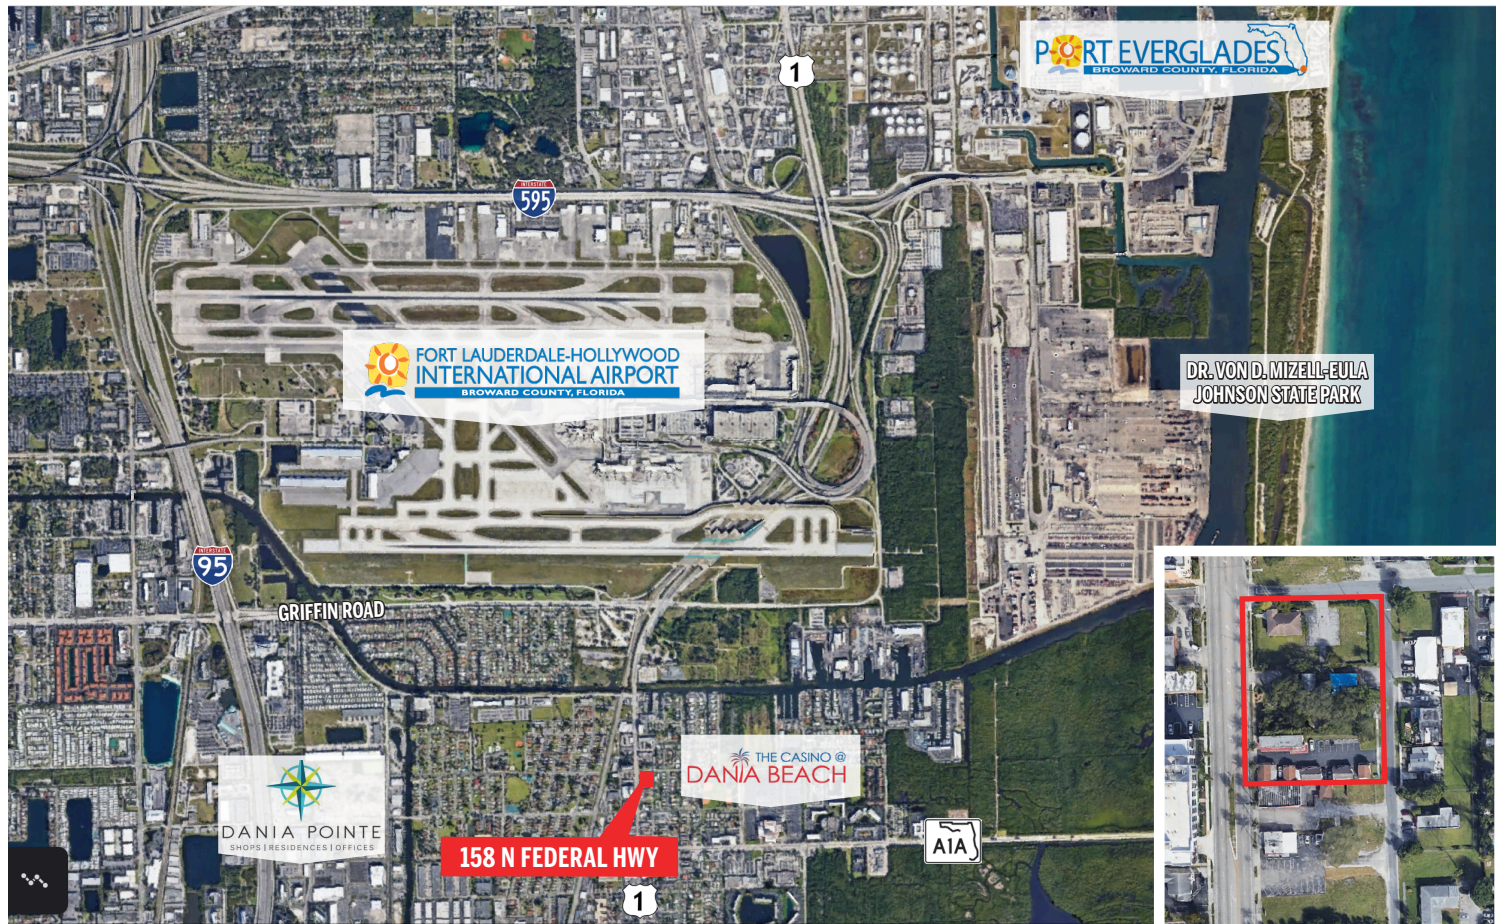 1
PORT EVERGLADES
BROWARD COUNTY, FLORIDA
INTERSTATE
595
FORT LAUDERDALE-HOLLYWOOD
INTERNATIONAL AIRPORT
BROWARD COUNTY, FLORIDA
DR. VON D. MIZELL-EULA
JOHNSON STATE PARK
INTERSTATE
95
GRIFFIN ROAD
THE CASINO @
DANIA BEACH
DANIA POINTE
SHOPS | RESIDENCES | OFFICES
158 N FEDERAL HWY
A1A
1